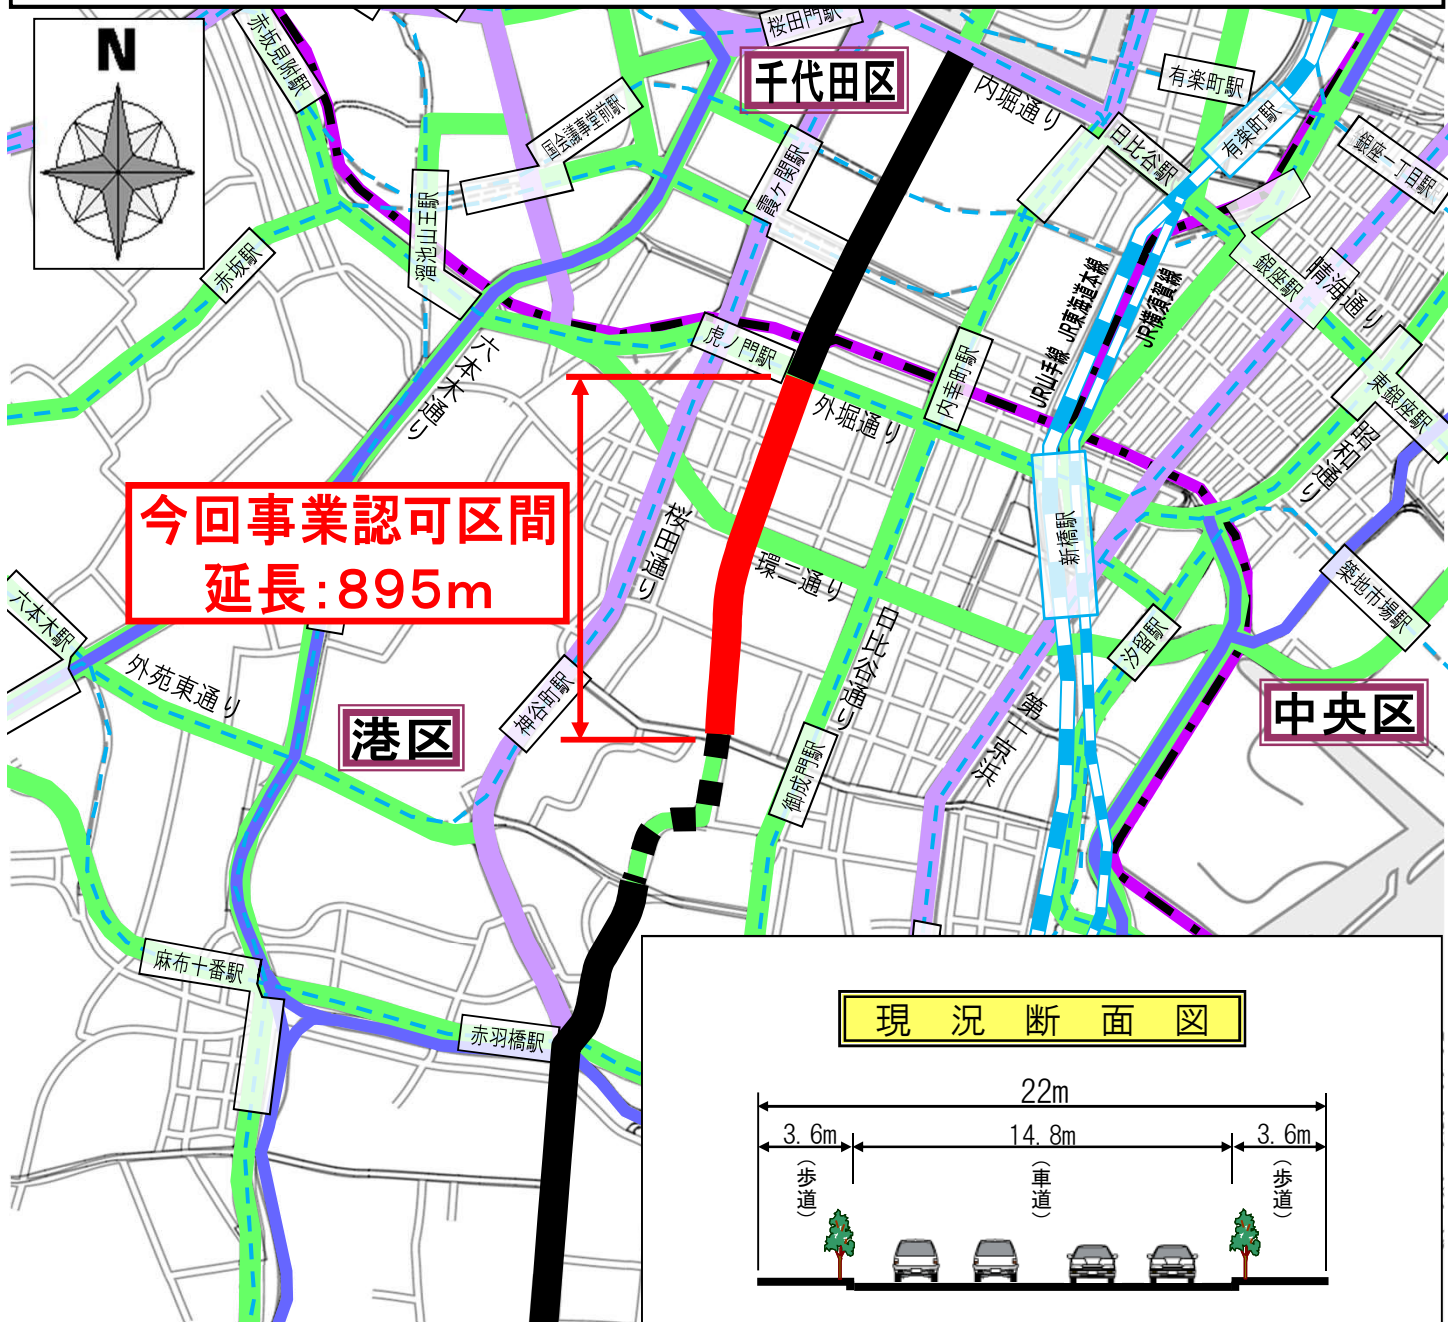 N
赤坂見附駅
桜田門駅
千代田区
内堀通り
有楽町駅
有楽町駅
日比谷駅
銀座一丁目駅
国会議事堂前駅
霞ヶ関駅
溜池山王駅
赤坂駅
銀座駅
晴海通り
JR山手線
JR東海道本線
JR横須賀線
虎ノ門駅
内幸町駅
六本木通り
外堀通り
東銀座駅
昭和通り
今回事業認可区間
延長:895m
桜田通り
環二通り
新橋駅
築地市場駅
六本木駅
外苑東通り
日比谷通り
汐留駅
神谷町駅
第一京浜
港区
中央区
御成門駅
麻布十番駅
赤羽橋駅
現況断面図
22m
3.6m
14.8m
3.6m
(歩道)
(車道)
(歩道)